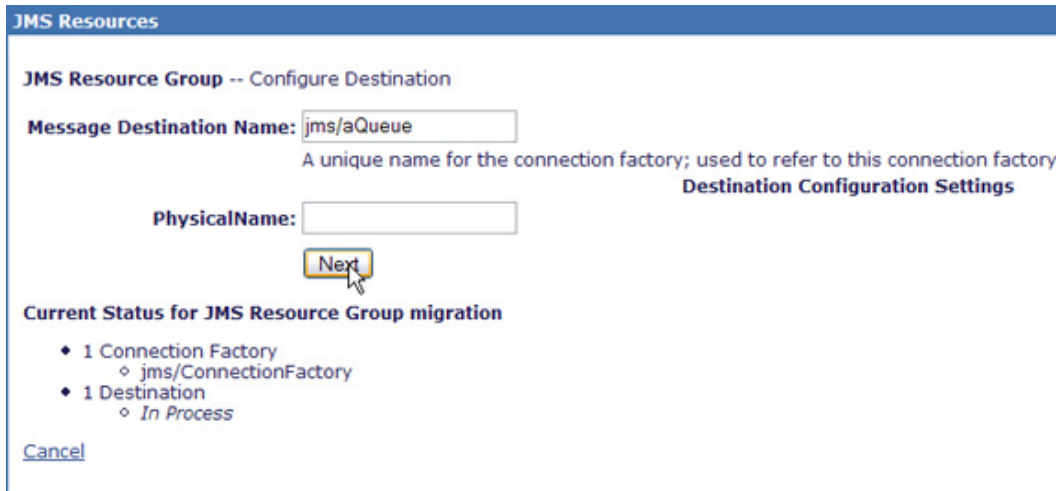 JMS Resources
JMS Resource Group -- Configure Destination
Message Destination Name: jms/aQueue
A unique name for the connection factory; used to refer to this connection factory
Destination Configuration Settings
PhysicalName:
Next
Current Status for JMS Resource Group migration
1 Connection Factory
jms/ConnectionFactory
1 Destination
In Process
Cancel